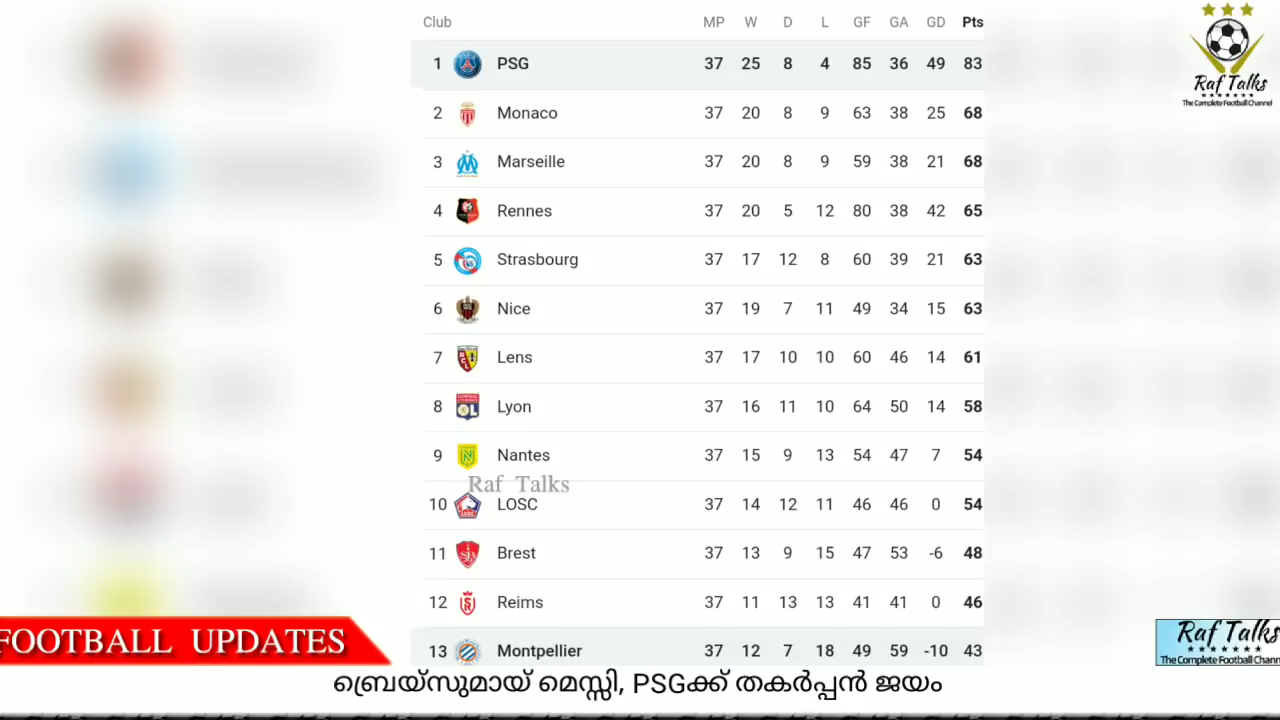 Club MP W D L GF GA GD Pts
1 PSG 37 25 8 4 85 36 49 83
2 Monaco 37 20 8 9 63 38 25 68
3 Marseille 37 20 8 9 59 38 21 68
4 Rennes 37 20 5 12 80 38 42 65
5 Strasbourg 37 17 12 8 60 39 21 63
6 Nice 37 19 7 11 49 34 15 63
7 Lens 37 17 10 10 60 46 14 61
8 Lyon 37 16 11 10 64 50 14 58
9 Nantes 37 15 9 13 54 47 7 54
Raf Talks
10 LOSC 37 14 12 11 46 46 0 54
11 Brest 37 13 9 15 47 53 -6 48
12 Reims 37 11 13 13 41 41 0 46
13 Montpellier 37 12 7 18 49 59 -10 43
Raf Talks
The Complete Football Channel
FOOTBALL UPDATES
Raf Talks
The Complete Football Chann
ബ്രെയ്സുമായ് മെസ്സി, PSGക്ക് തകർപ്പൻ ജയം